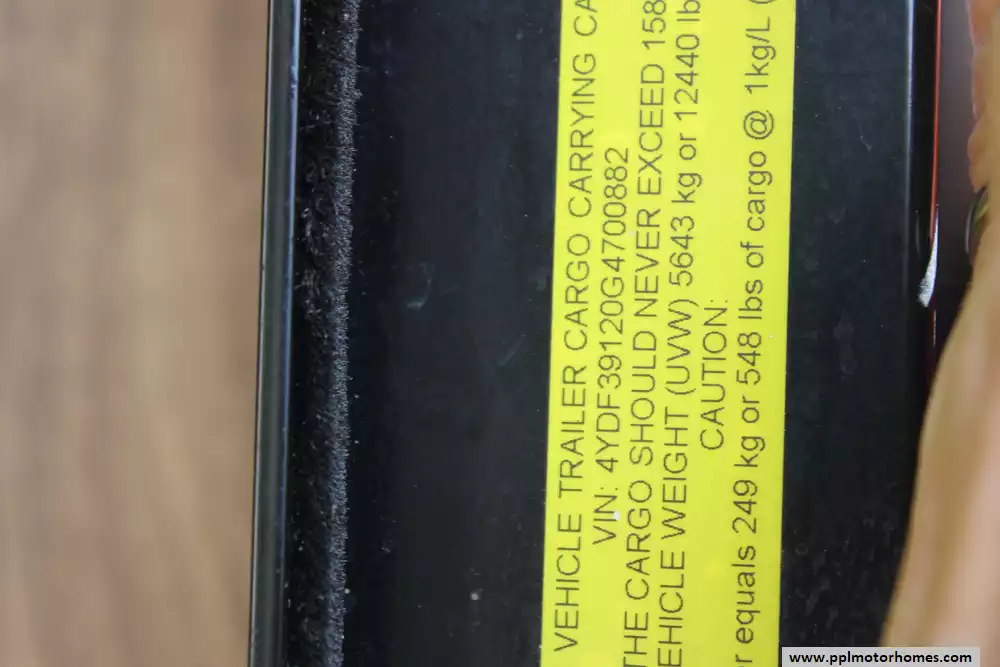 VEHICLE TRAILER CARGO CARRYING CA
VIN: 4YDF39120G4700882
THE CARGO SHOULD NEVER EXCEED 158
EHICLE WEIGHT (UVW) 5643 kg or 12440 lb
CAUTION:
r equals 249 kg or 548 lbs of cargo @ 1kg/L (
www.pplmotorhomes.com